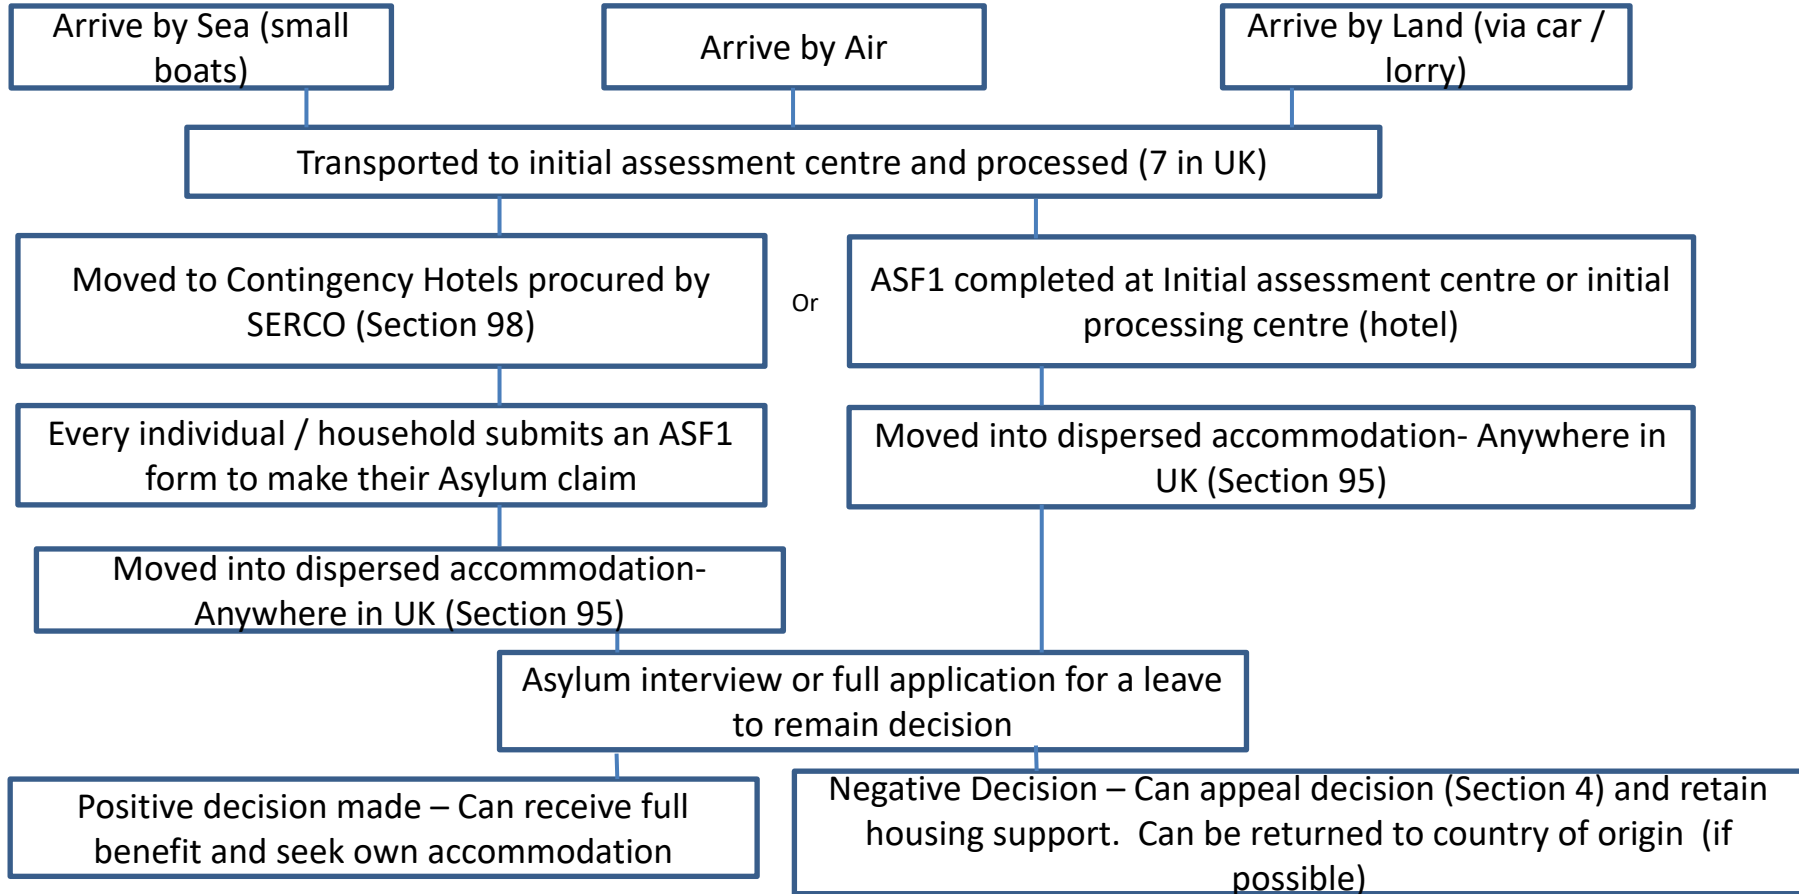 Arrive by Sea (small
boats)
Arrive by Air
Arrive by Land (via car /
lorry)
Transported to initial assessment centre and processed (7 in UK)
Moved to Contingency Hotels procured by
SERCO (Section 98)
Or
ASF1 completed at Initial assessment centre or initial
processing centre (hotel)
Every individual / household submits an ASF1
form to make their Asylum claim
Moved into dispersed accommodation- Anywhere in
UK (Section 95)
Moved into dispersed accommodation-
Anywhere in UK (Section 95)
Asylum interview or full application for a leave
to remain decision
Positive decision made – Can receive full
benefit and seek own accommodation
Negative Decision – Can appeal decision (Section 4) and retain
housing support.  Can be returned to country of origin  (if
possible)